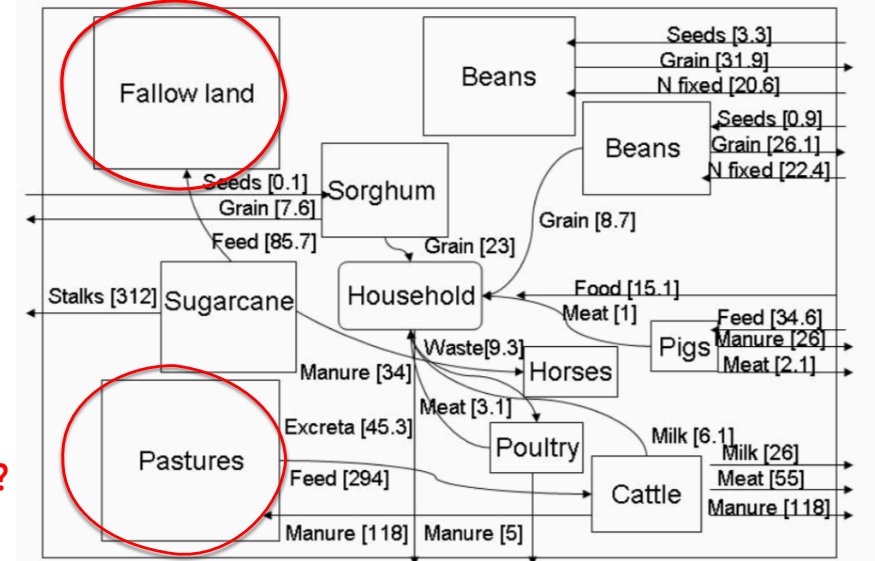 Fallow land
Beans
Seeds [3.3]
Grain [31.9]
N fixed [20.6]
Beans
Seeds [0.9]
Grain [26.1]
N fixed [22.4]
Seeds [0.1]
Sorghum
Grain [7.6]
Grain [8.7]
Feed [85.7]
Grain [23]
Stalks [312]
Sugarcane
Household
Food [15.1]
Meat [1]
Feed [34.6]
Pigs
Manure [26]
Meat [2.1]
Waste[9.3]
Manure [34]
Horses
Meat [3.1]
Excreta [45.3]
Pastures
Poultry
Milk [6.1]
Milk [26]
Feed [294]
Cattle
Meat [55]
Manure [118]
Manure [118]
Manure [5]
?